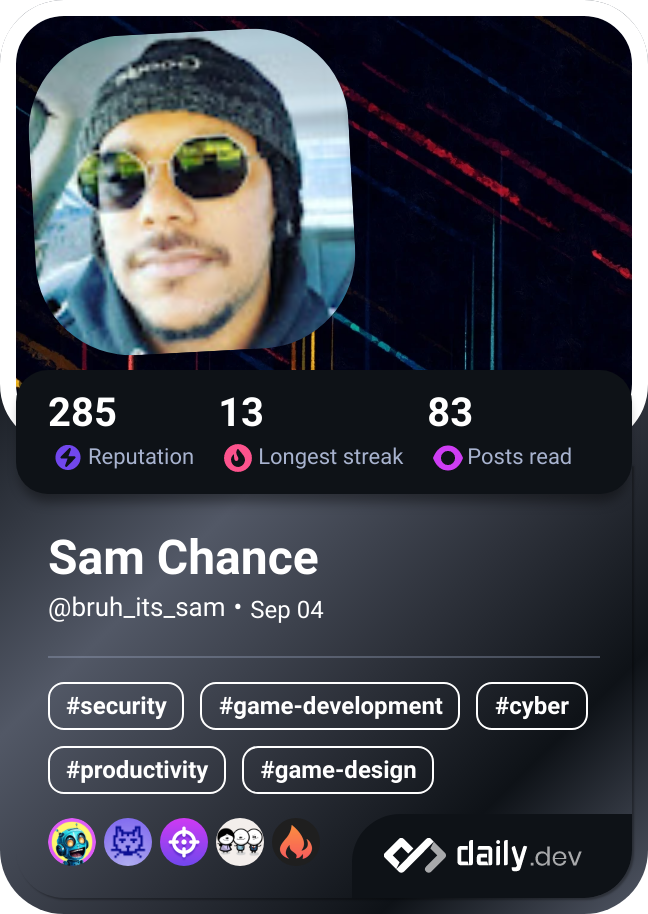 Google
285 13 83
Reputation Longest streak Posts read
Sam Chance
@bruh_its_sam • Sep 04
#security #game-development #cyber
#productivity #game-design
daily.dev